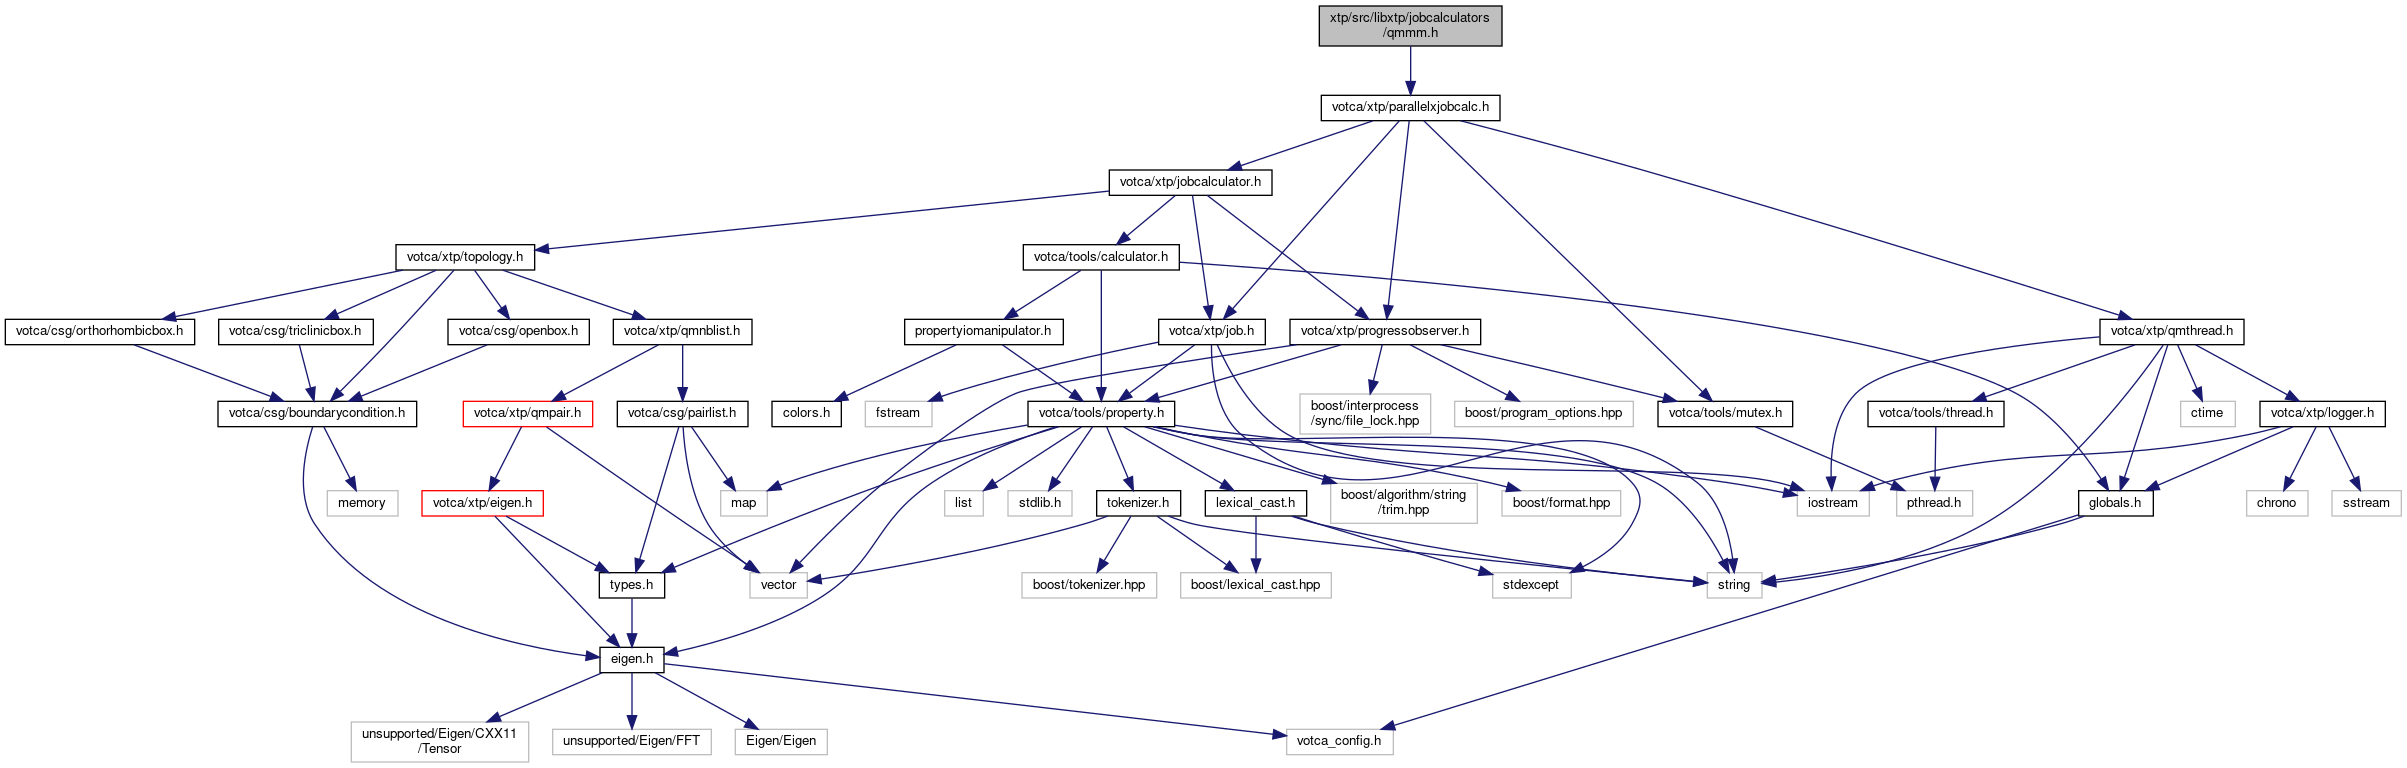 xtp/src/libxtp/jobcalculators
/qmmm.h
votca/xtp/parallelxjobcalc.h
votca/xtp/jobcalculator.h
votca/xtp/topology.h
votca/tools/calculator.h
votca/csg/orthorhombicbox.h
votca/csg/triclinicbox.h
votca/csg/openbox.h
votca/xtp/qmnblist.h
propertyiomanipulator.h
votca/xtp/job.h
votca/xtp/progressobserver.h
votca/xtp/qmthread.h
votca/csg/boundarycondition.h
votca/xtp/qmpair.h
votca/csg/pairlist.h
colors.h
fstream
votca/tools/property.h
boost/interprocess
/sync/file_lock.hpp
boost/program_options.hpp
votca/tools/mutex.h
votca/tools/thread.h
ctime
votca/xtp/logger.h
memory
votca/xtp/eigen.h
map
list
stdlib.h
tokenizer.h
lexical_cast.h
boost/algorithm/string
/trim.hpp
boost/format.hpp
iostream
pthread.h
globals.h
chrono
sstream
types.h
vector
boost/tokenizer.hpp
boost/lexical_cast.hpp
stdexcept
string
eigen.h
unsupported/Eigen/CXX11
/Tensor
unsupported/Eigen/FFT
Eigen/Eigen
votca_config.h